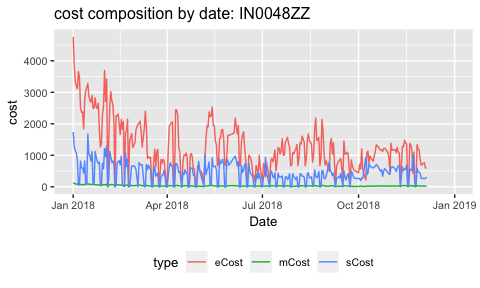 cost composition by date: IN0048ZZ
cost
4000
3000
2000
1000
0
Jan 2018 Apr 2018 Jul 2018 Oct 2018 Jan 2019
Date
type eCost mCost sCost